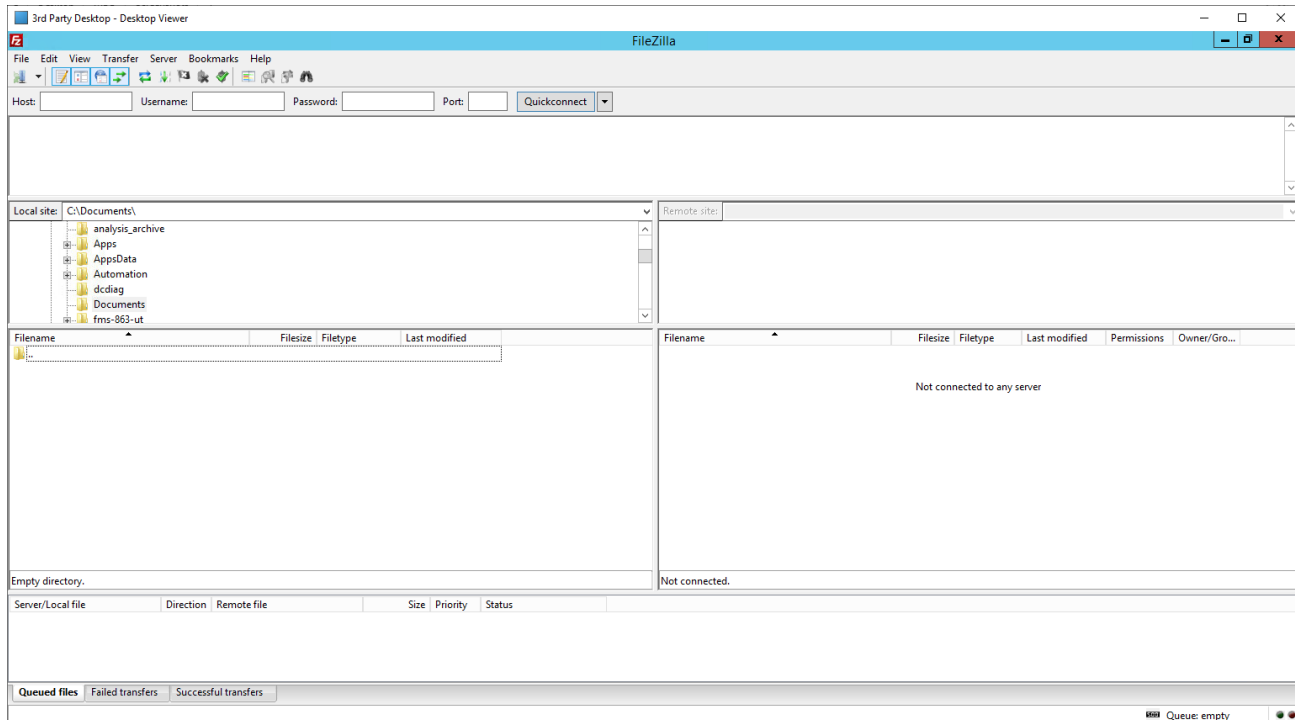 3rd Party Desktop - Desktop Viewer
FileZilla
File Edit View Transfer Server Bookmarks Help
Host: Username: Password: Port: Quickconnect
Local site: C:\Documents\
Remote site:
analysis_archive
Apps
AppsData
Automation
dcdiag
Documents
fms-863-ut
Filename Filesize Filetype Last modified
..
Filename Filesize Filetype Last modified Permissions Owner/Gro...
Not connected to any server
Empty directory.
Not connected.
Server/Local file Direction Remote file Size Priority Status
Queued files Failed transfers Successful transfers
Queue: empty